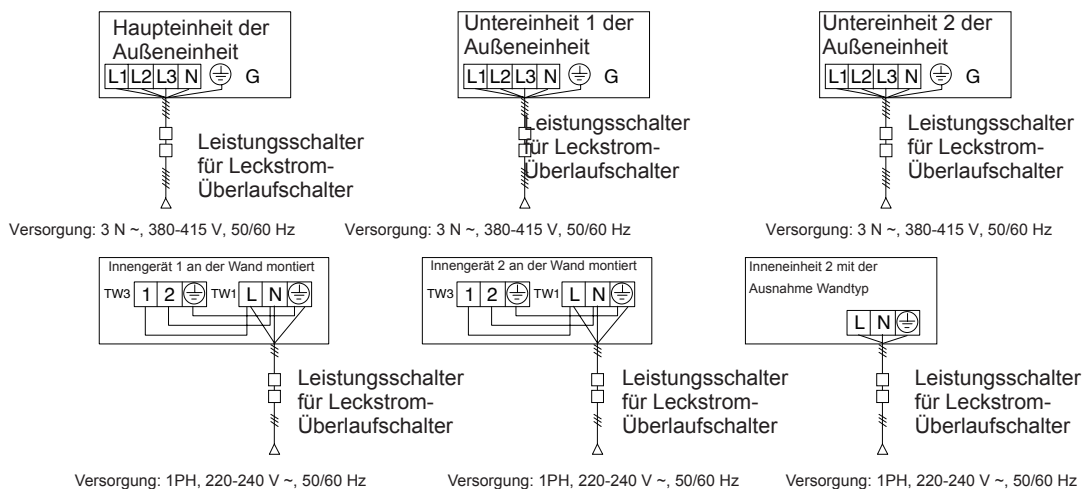 Haupteinheit der
Außeneinheit
L1 L2 L3 N G
Leistungsschalter
für Leckstrom-
Überlaufschalter
Versorgung: 3 N ~, 380-415 V, 50/60 Hz
Untereinheit 1 der
Außeneinheit
L1 L2 L3 N G
Leistungsschalter
für Leckstrom-
Überlaufschalter
Versorgung: 3 N ~, 380-415 V, 50/60 Hz
Untereinheit 2 der
Außeneinheit
L1 L2 L3 N G
Leistungsschalter
für Leckstrom-
Überlaufschalter
Versorgung: 3 N ~, 380-415 V, 50/60 Hz
Innengerät 1 an der Wand montiert
TW3 1 2 TW1 L N
Leistungsschalter
für Leckstrom-
Überlaufschalter
Versorgung: 1PH, 220-240 V ~, 50/60 Hz
Innengerät 2 an der Wand montiert
TW3 1 2 TW1 L N
Leistungsschalter
für Leckstrom-
Überlaufschalter
Versorgung: 1PH, 220-240 V ~, 50/60 Hz
Inneneinheit 2 mit der
Ausnahme Wandtyp
L N
Leistungsschalter
für Leckstrom-
Überlaufschalter
Versorgung: 1PH, 220-240 V ~, 50/60 Hz